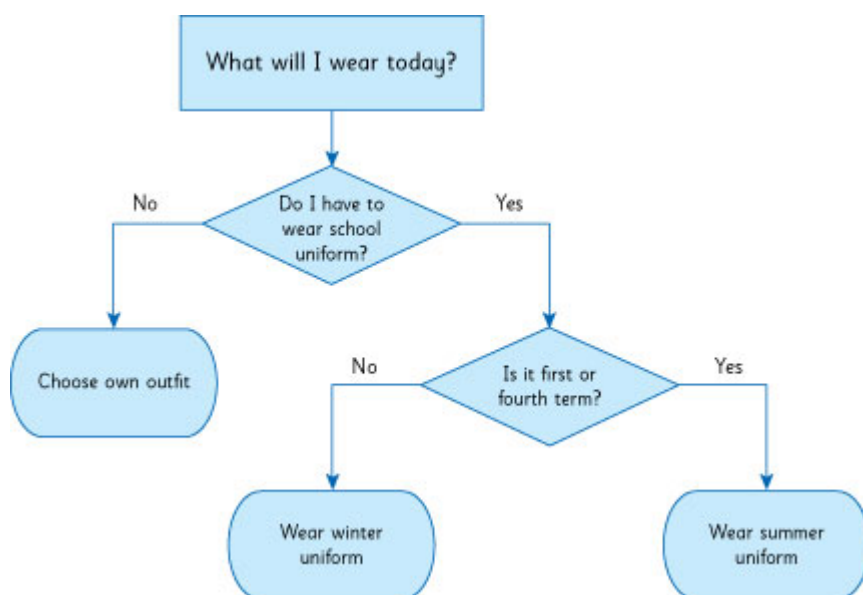 What will I wear today?
No
Do I have to
wear school
uniform?
Yes
Choose own outfit
No
Is it first or
fourth term?
Yes
Wear winter
uniform
Wear summer
uniform